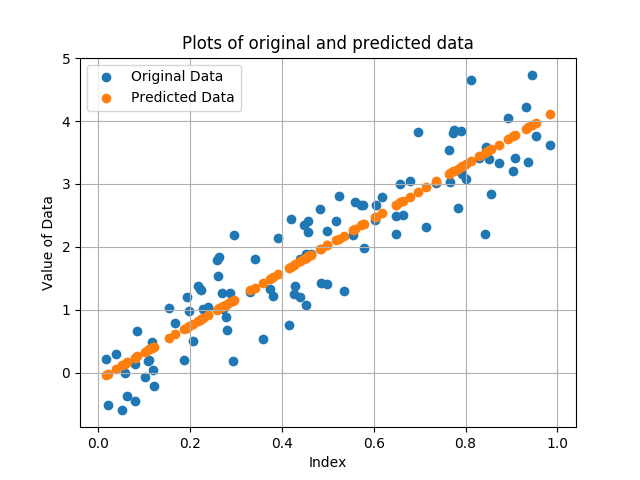 Plots of original and predicted data
Original Data
Predicted Data
Value of Data
5
4
3
2
1
0
0.0 0.2 0.4 0.6 0.8 1.0
Index